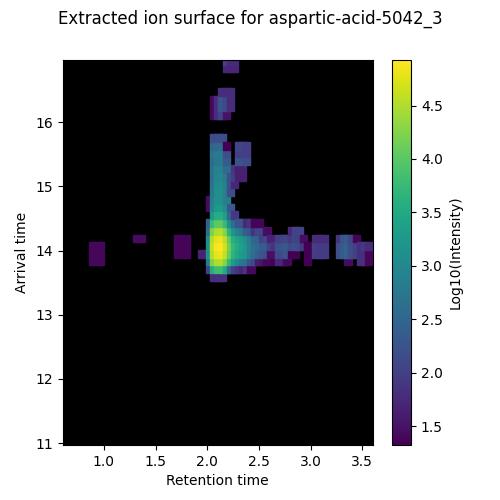 Extracted ion surface for aspartic-acid-5042_3
Arrival time
16
15
14
13
12
11
1.0 1.5 2.0 2.5 3.0 3.5
Retention time
4.5
4.0
3.5
3.0
2.5
2.0
1.5
Log10(Intensity)